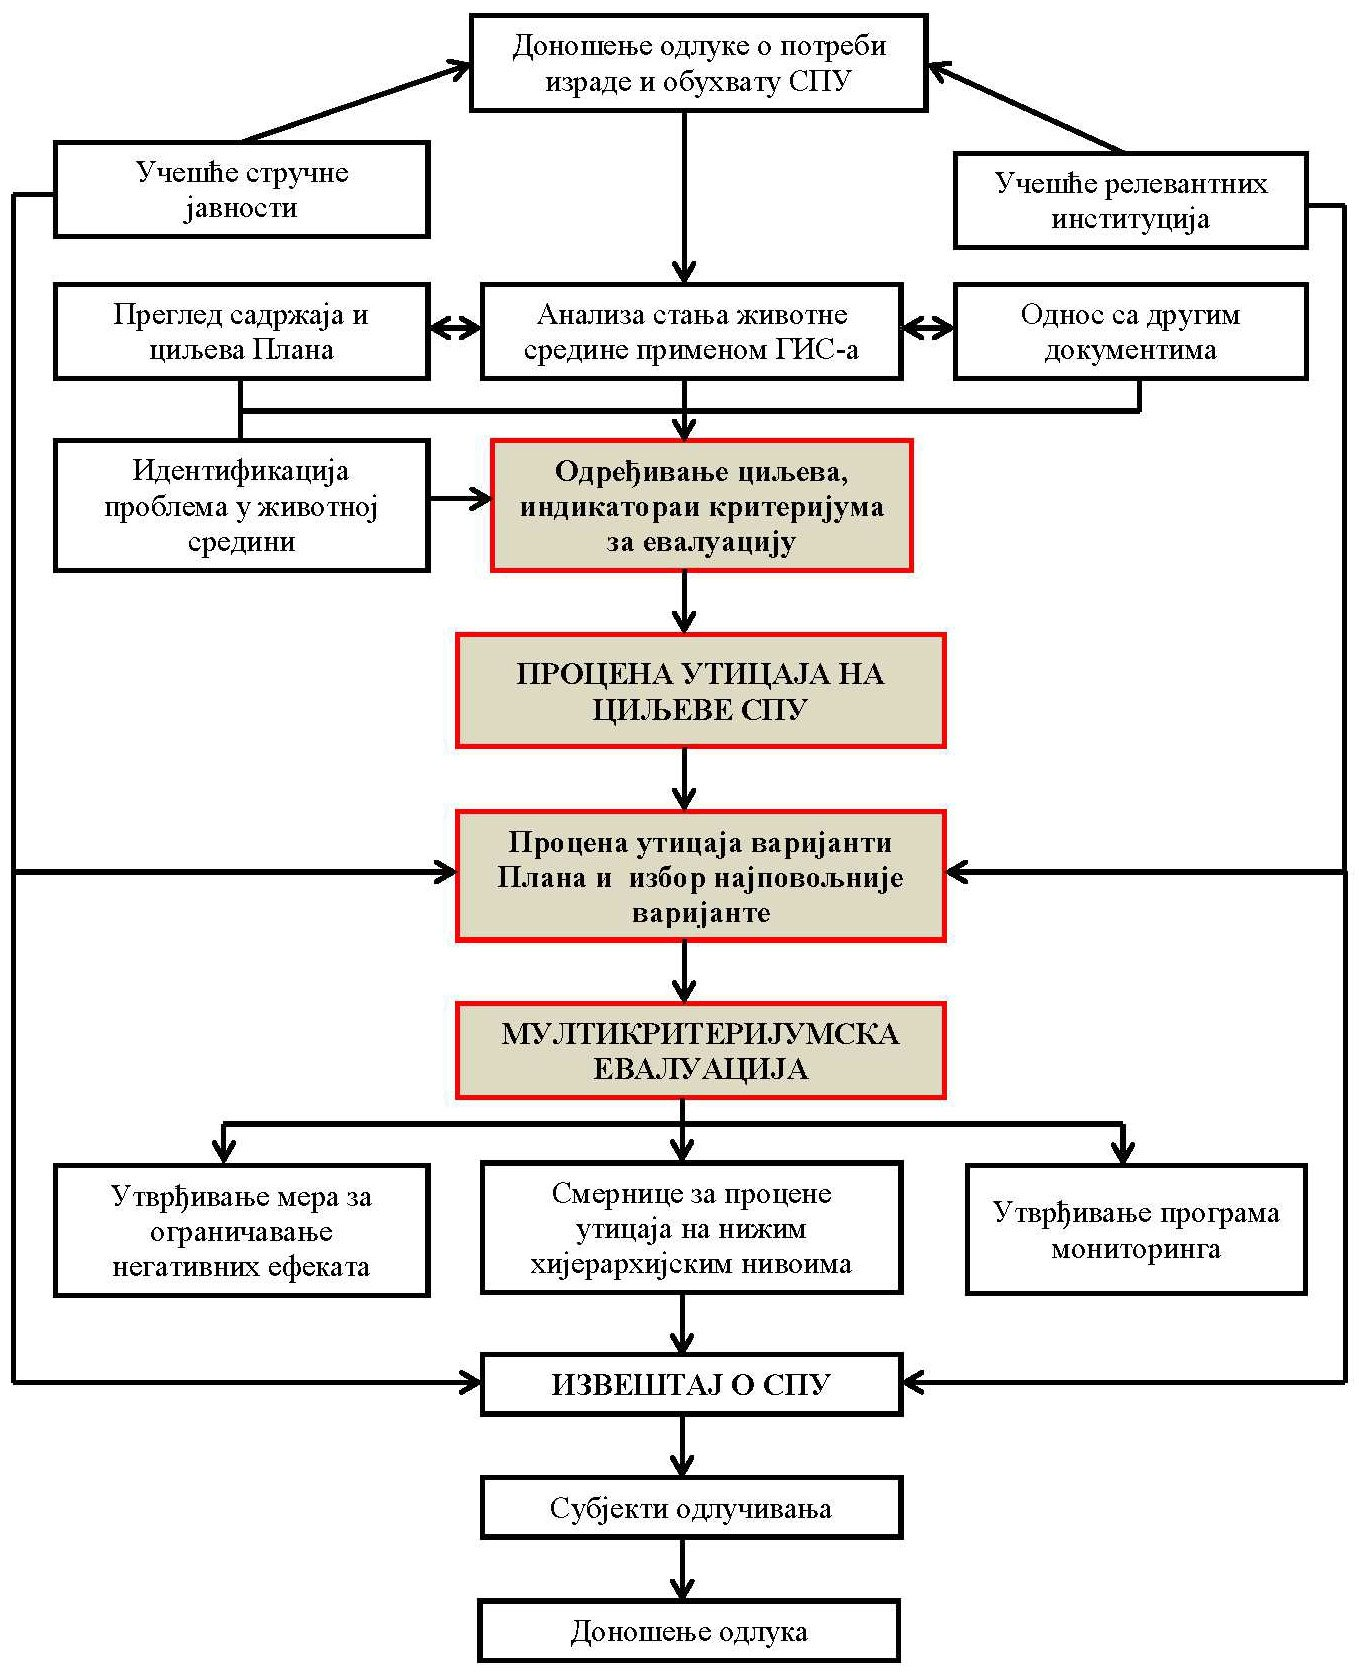 Доношење одлуке о потреби
израде и обухвату СПУ
Учешће стручне
јавности
Учешће релевантних
институција
Преглед садржаја и
циљева Плана
Анализа стања животне
средине применом ГИС-а
Однос са другим
документима
Идентификација
проблема у животној
средини
Одређивање циљева,
индикатораи критеријума
за евалуацију
ПРОЦЕНА УТИЦАЈА НА
ЦИЉЕВЕ СПУ
Процена утицаја варијанти
Плана и избор најповољније
варијанте
МУЛТИКРИТЕРИЈУМСКА
ЕВАЛУАЦИЈА
Утврђивање мера за
ограничавање
негативних ефеката
Смернице за процене
утицаја на нижим
хијерархијским нивоима
Утврђивање програма
мониторинга
ИЗВЕШТАЈ О СПУ
Субјекти одлучивања
Доношење одлука